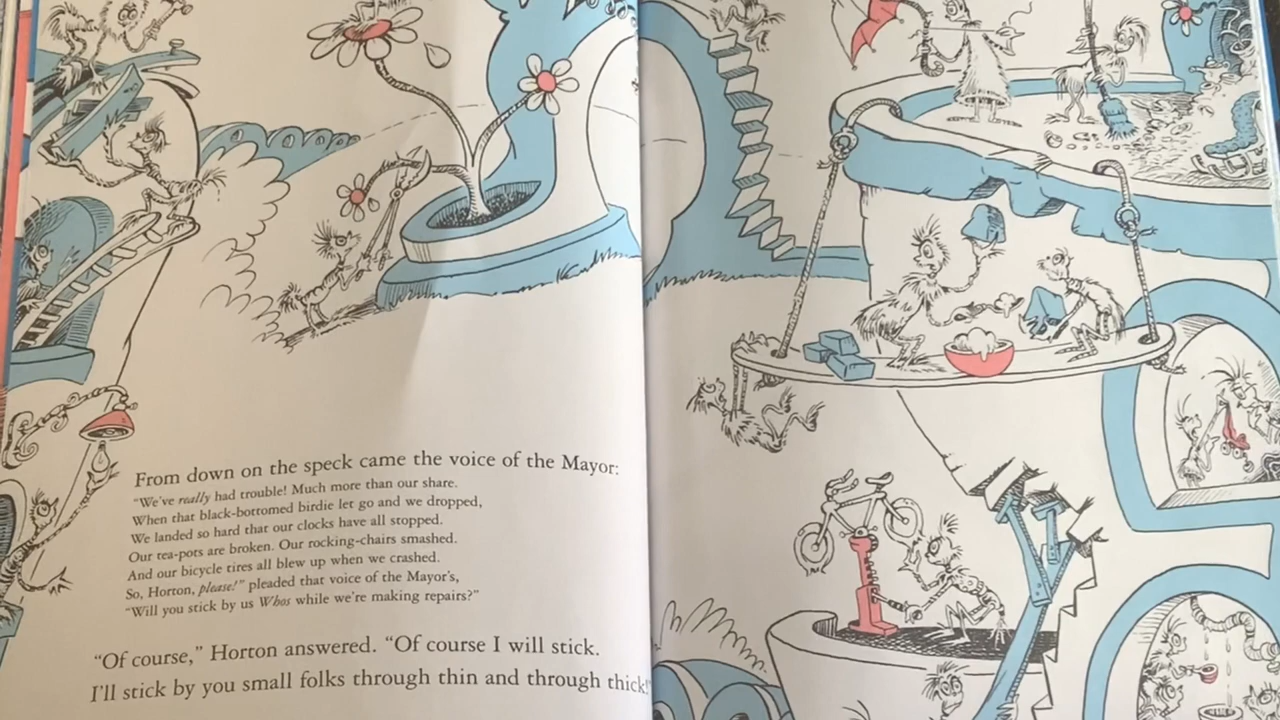 From down on the speck came the voice of the Mayor:
"We've really had trouble! Much more than our share.
When that black-bottomed birdie let go and we dropped,
We landed so hard that our clocks have all stopped.
Our tea-pots are broken. Our rocking-chairs smashed.
And our bicycle tires all blew up when we crashed.
So, Horton, please!" pleaded that voice of the Mayor's,
"Will you stick by us Whos while we're making repairs?"
"Of course," Horton answered. "Of course I will stick.
I'll stick by you small folks through thin and through thick!"